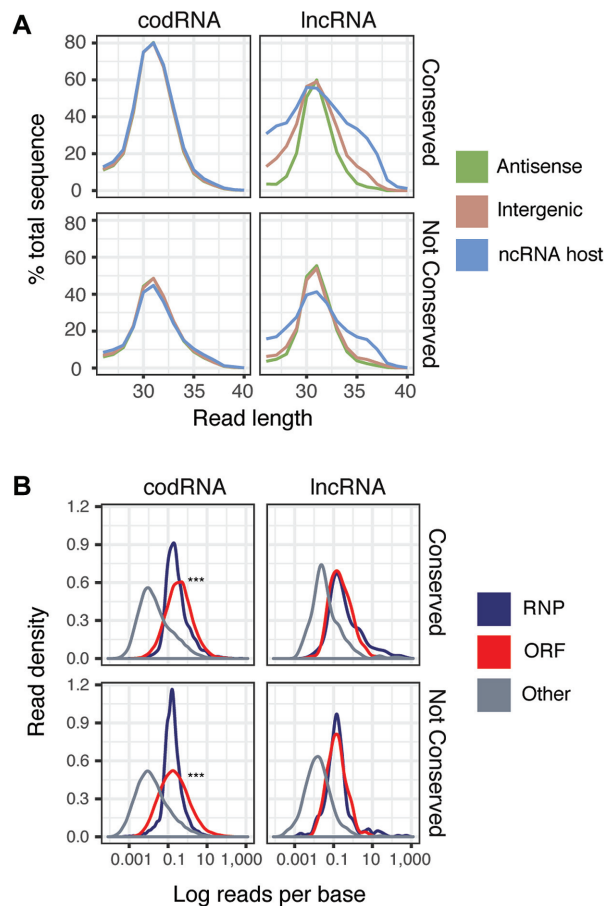 A
codRNA
lncRNA
% total sequence
80
60
40
20
0
Conserved
80
60
40
20
0
Not Conserved
30
35
40
30
35
40
Read length
Antisense
Intergenic
ncRNA host
B
codRNA
lncRNA
Read density
1.2
0.9
0.6
0.3
0.0
***
Conserved
1.2
0.9
0.6
0.3
0.0
***
Not Conserved
0.001 0.1 10 1,000
0.001 0.1 10 1,000
Log reads per base
RNP
ORF
Other